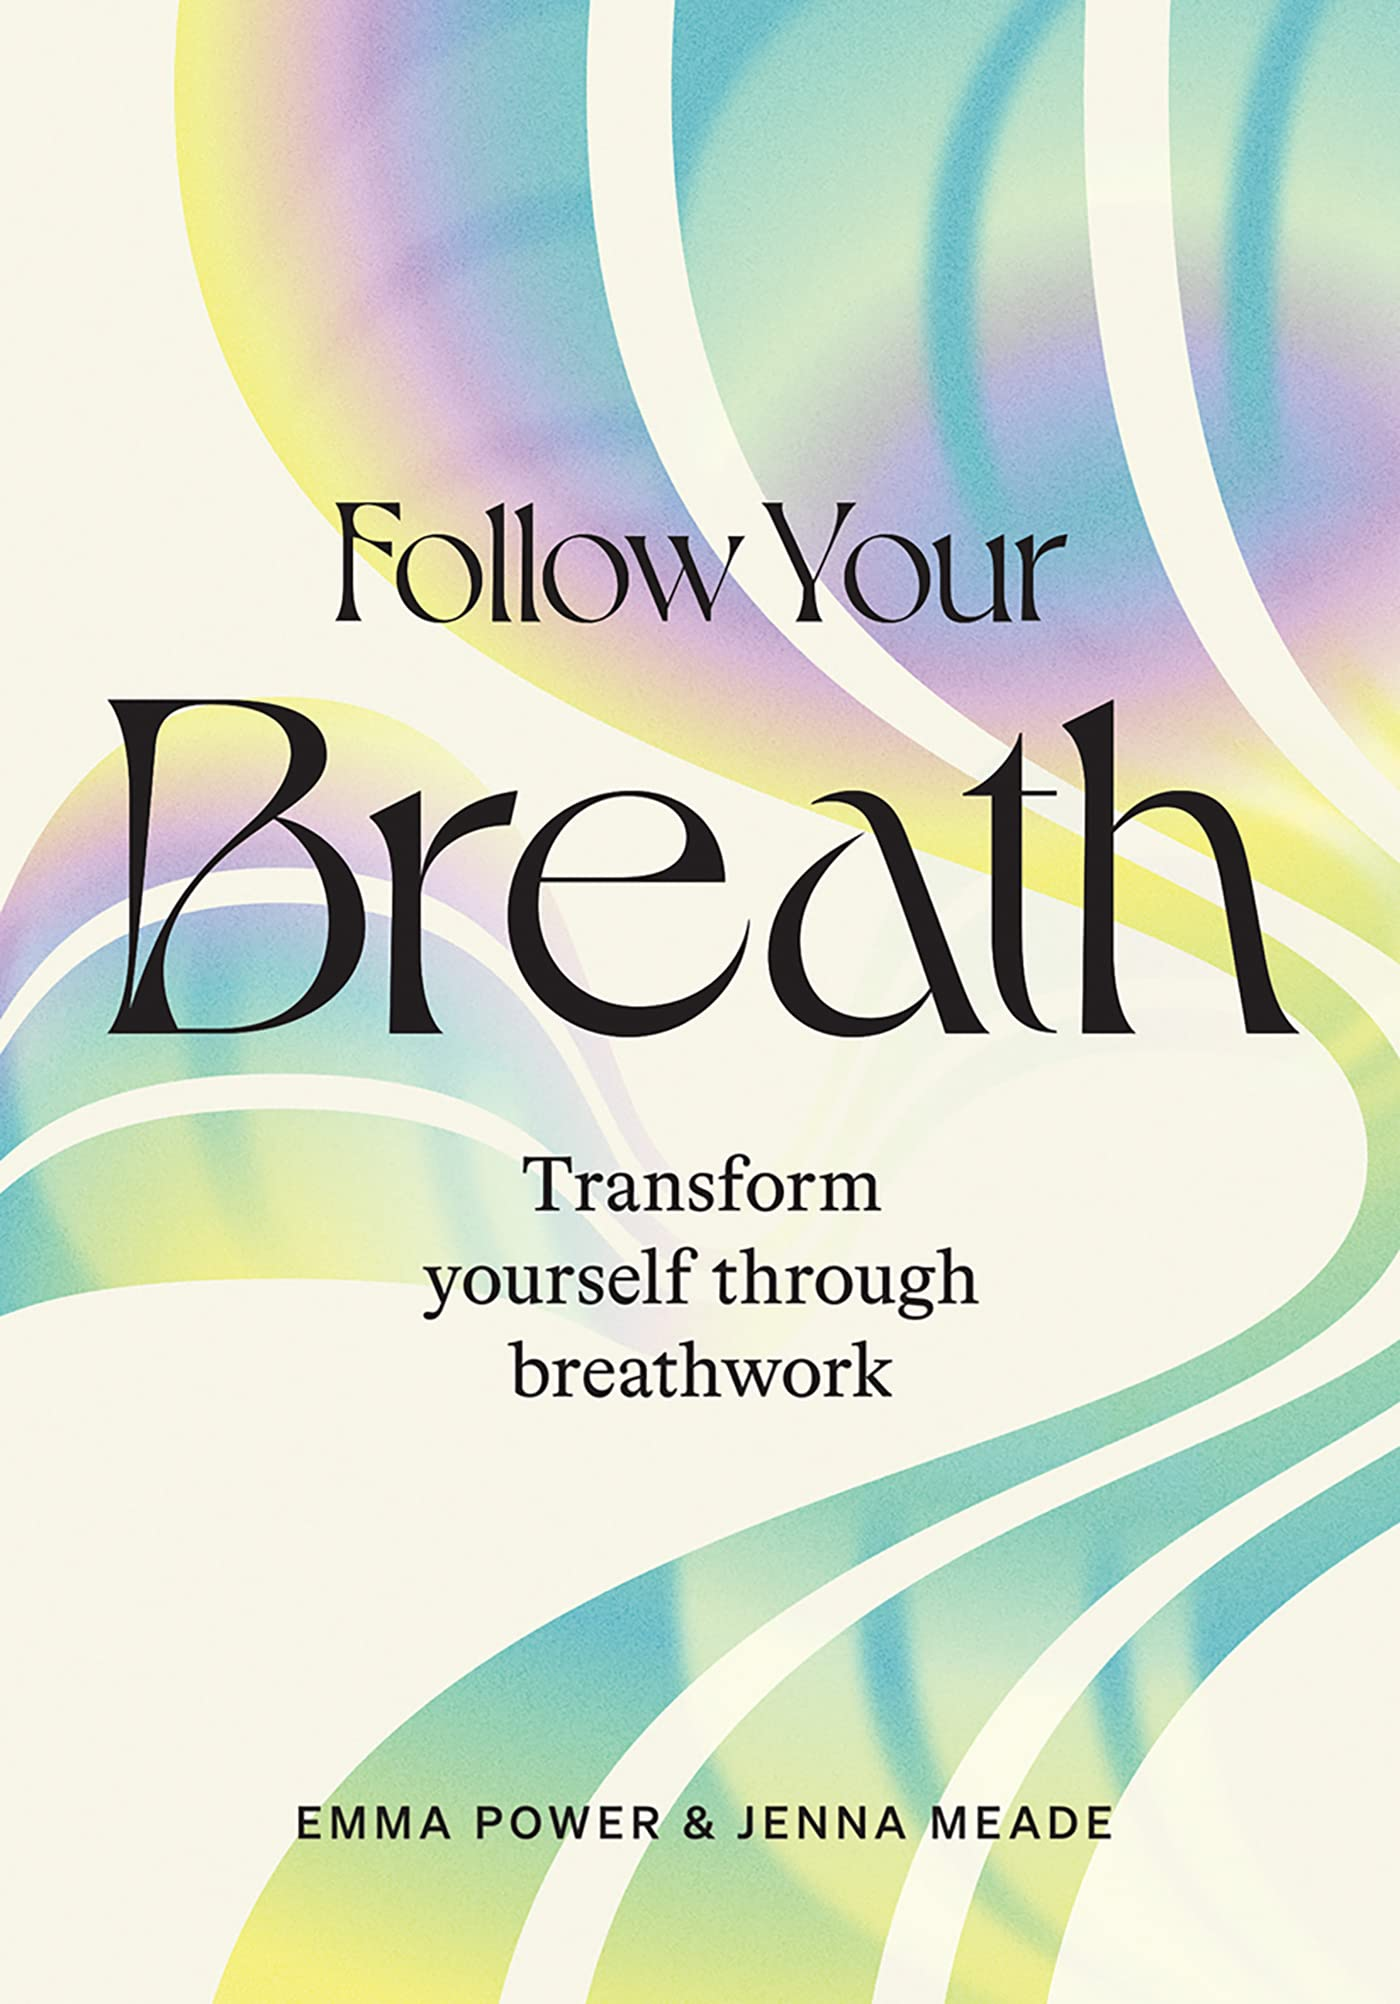 Follow Your
Breath
Transform
yourself through
breathwork
EMMA POWER & JENNA MEADE